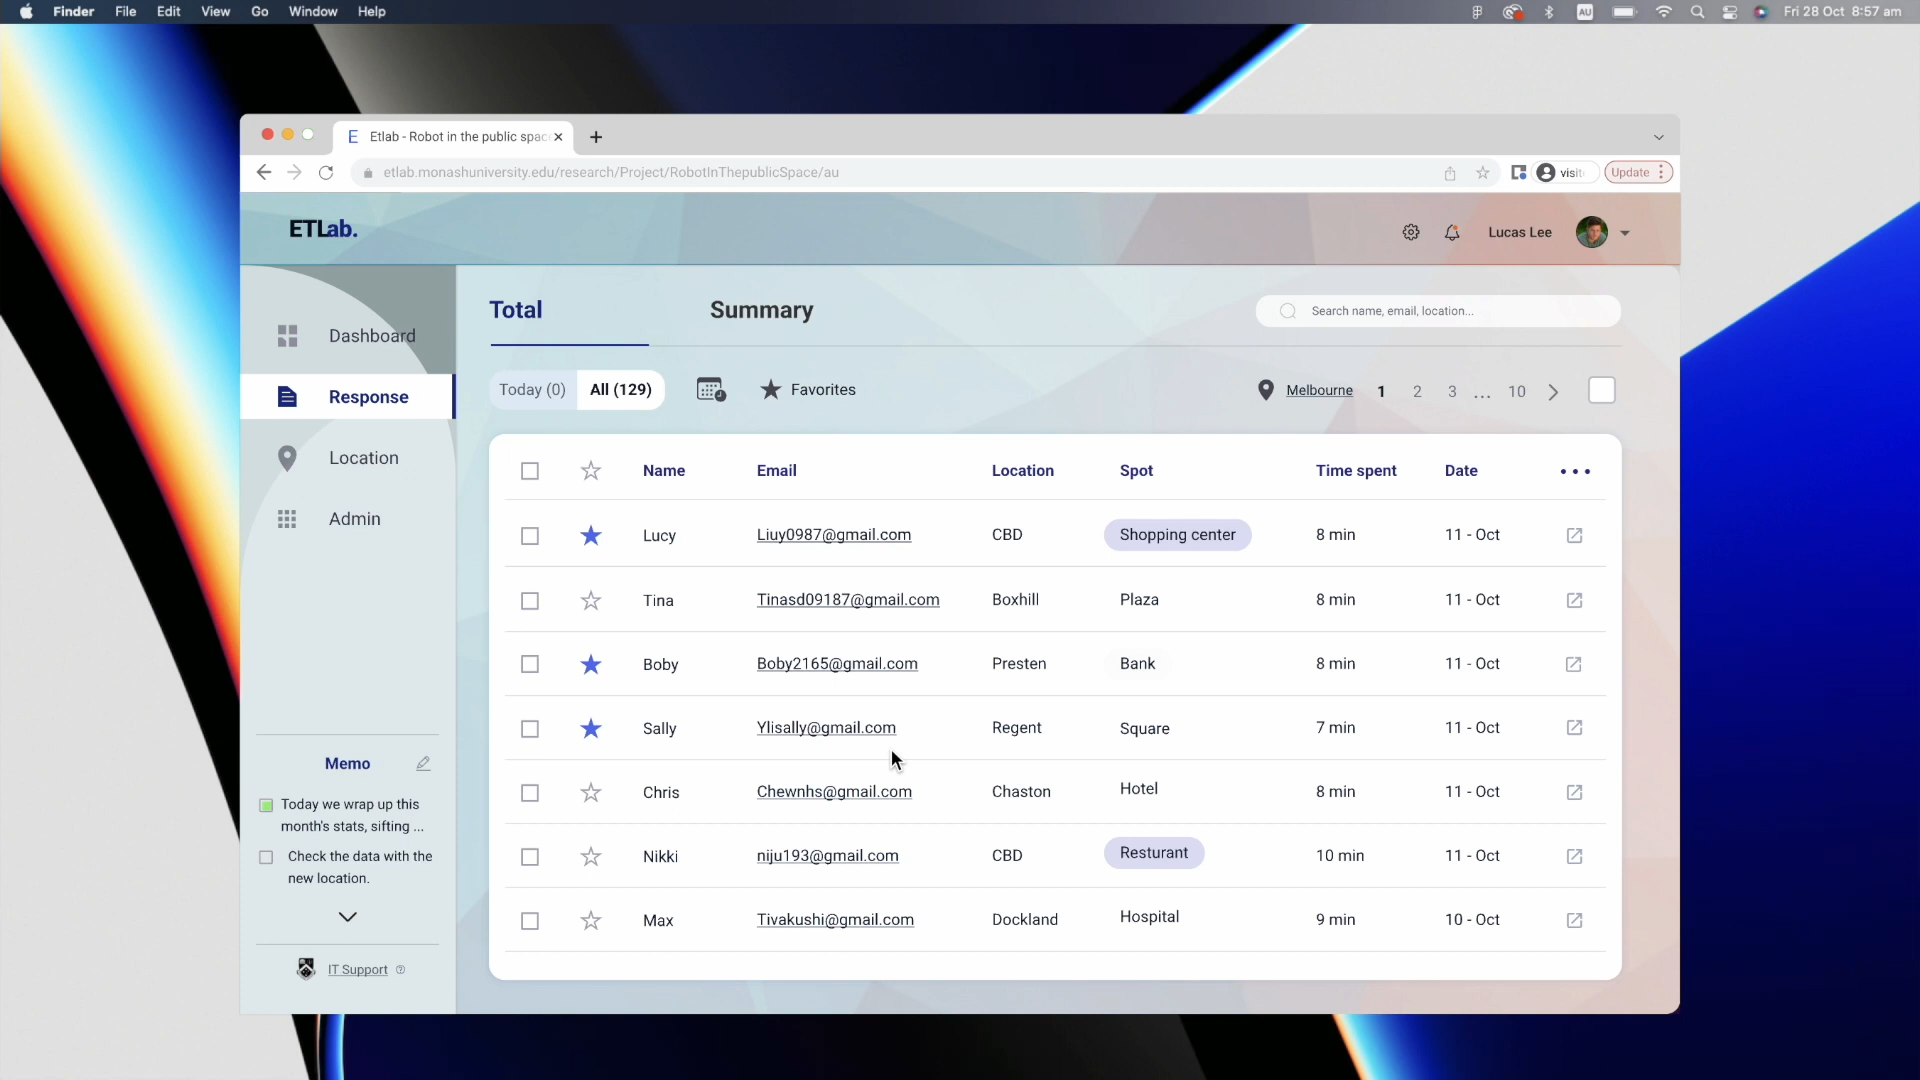 Finder File Edit View Go Window Help
AU Fri 28 Oct 8:57 am
E Etlab - Robot in the public spac
etlab.monashuniversity.edu/research/Project/RobotInThepublicSpace/au
visit Update
ETLab.
Lucas Lee
Dashboard
Response
Location
Admin
Memo
Today we wrap up this
month's stats, sifting ...
Check the data with the
new location.
IT Support ?
Total Summary
Search name, email, location...
Today (0) All (129) Favorites
Melbourne 1 2 3 ... 10
Name Email Location Spot Time spent Date
Lucy Liuy0987@gmail.com CBD Shopping center 8 min 11 - Oct
Tina Tinasd09187@gmail.com Boxhill Plaza 8 min 11 - Oct
Boby Boby2165@gmail.com Presten Bank 8 min 11 - Oct
Sally Ylisally@gmail.com Regent Square 7 min 11 - Oct
Chris Chewnhs@gmail.com Chaston Hotel 8 min 11 - Oct
Nikki niju193@gmail.com CBD Resturant 10 min 11 - Oct
Max Tivakushi@gmail.com Dockland Hospital 9 min 10 - Oct